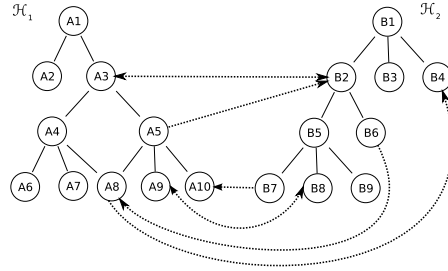 ℋ₁ A1 B1 ℋ₂
A2 A3 B2 B3 B4
A4 A5 B5 B6
A6 A7 A8 A9 A10 B7 B8 B9